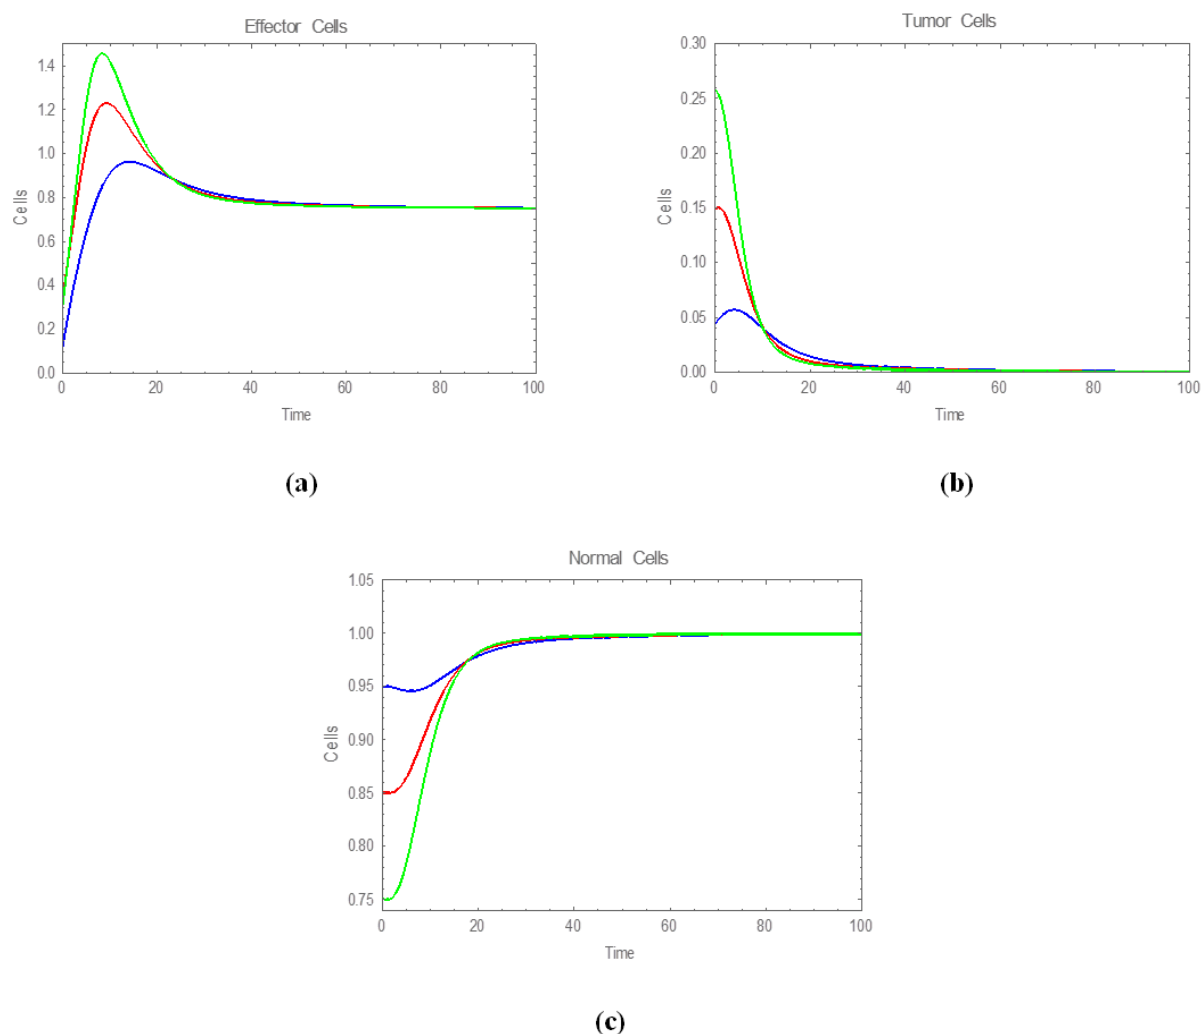 Effector Cells
Cells
1.4
1.2
1.0
0.8
0.6
0.4
0.2
0.0
0 20 40 60 80 100
Time
(a)
Tumor Cells
Cells
0.30
0.25
0.20
0.15
0.10
0.05
0.00
0 20 40 60 80 100
Time
(b)
Normal Cells
Cells
1.05
1.00
0.95
0.90
0.85
0.80
0.75
0 20 40 60 80 100
Time
(c)